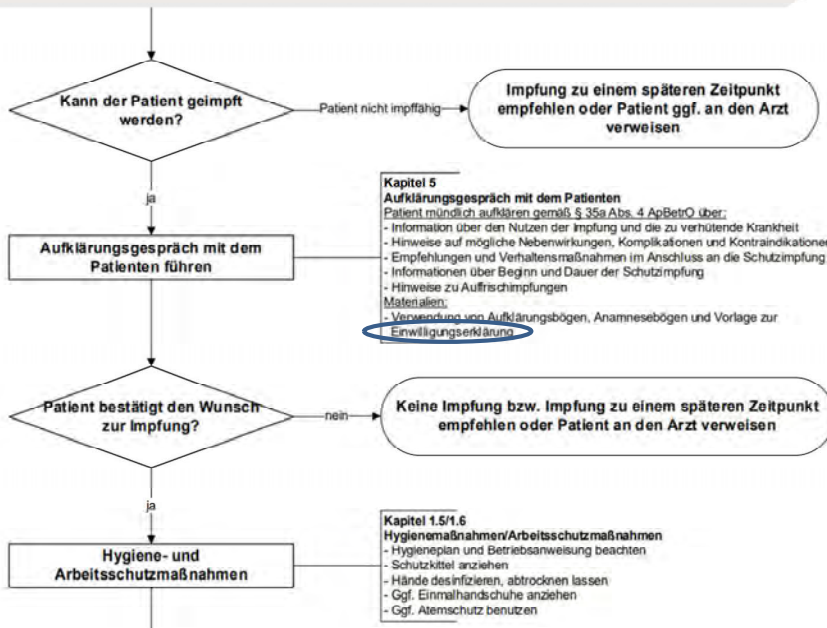 Kann der Patient geimpft
werden?
Patient nicht impffähig
Impfung zu einem späteren Zeitpunkt
empfehlen oder Patient ggf. an den Arzt
verweisen
ja
Kapitel 5
Aufklärungsgespräch mit dem Patienten
Patient mündlich aufklären gemäß § 35a Abs. 4 ApBetrO über:
- Information über den Nutzen der Impfung und die zu verhütende Krankheit
- Hinweise auf mögliche Nebenwirkungen, Komplikationen und Kontraindikationen
- Empfehlungen und Verhaltensmaßnahmen im Anschluss an die Schutzimpfung
- Informationen über Beginn und Dauer der Schutzimpfung
- Hinweise zu Auffrischimpfungen
Materialien:
- Verwendung von Aufklärungsbögen, Anamnesebögen und Vorlage zur
Einwilligungserklärung
Aufklärungsgespräch mit dem
Patienten führen
Patient bestätigt den Wunsch
zur Impfung?
nein
Keine Impfung bzw. Impfung zu einem späteren Zeitpunkt
empfehlen oder Patient an den Arzt verweisen
ja
Kapitel 1.5/1.6
Hygienemaßnahmen/Arbeitsschutzmaßnahmen
- Hygieneplan und Betriebsanweisung beachten
- Schutzkittel anziehen
- Hände desinfizieren, abtrocknen lassen
- Ggf. Einmalhandschuhe anziehen
- Ggf. Atemschutz benutzen
Hygiene- und
Arbeitsschutzmaßnahmen